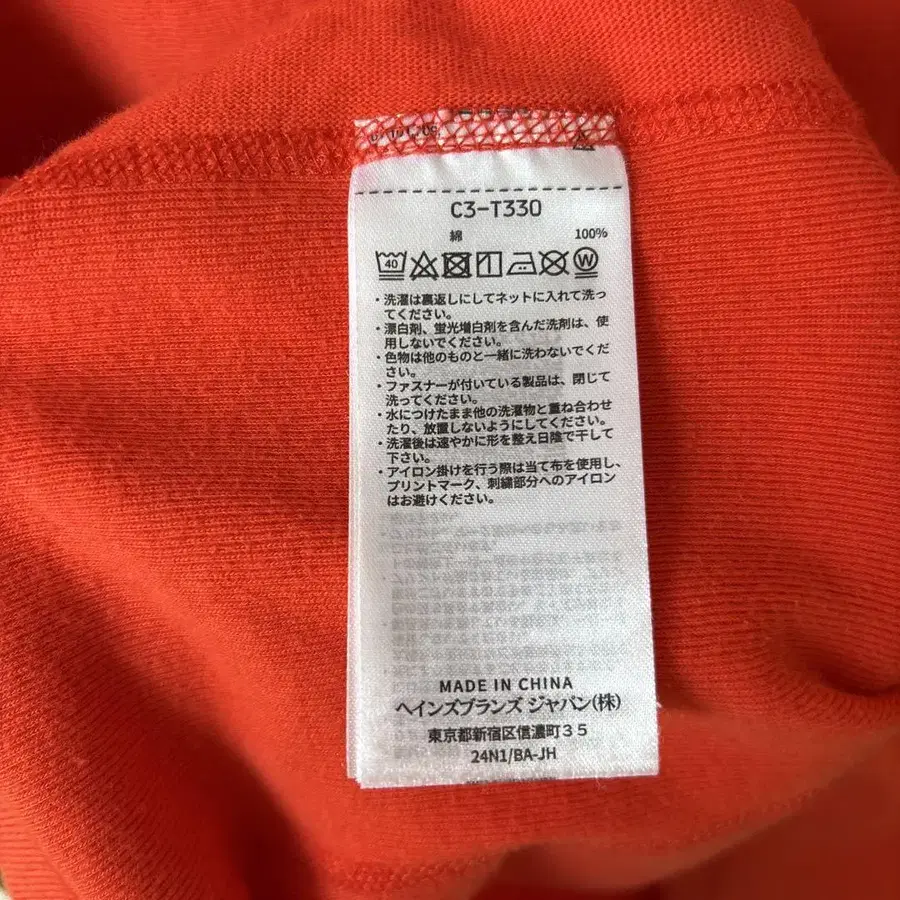 C3-T330
綿 100%
40 W
・洗濯は裏返しにしてネットに入れて洗っ
てください。
・漂白剤、蛍光増白剤を含んだ洗剤は、使
用しないでください。
・色物は他のものと一緒に洗わないでくだ
さい。
・ファスナーが付いている製品は、閉じて
洗ってください。
・水につけたまま他の洗濯物と重ね合わせ
たり、放置しないようにしてください。
・洗濯後は速やかに形を整え日陰で干して
下さい。
・アイロン掛けを行う際は当て布を使用し、
プリントマーク、刺繍部分へのアイロン
はお避けください。
MADE IN CHINA
ヘインズブランズ ジャパン(株)
東京都新宿区信濃町35
24N1/BA-JH